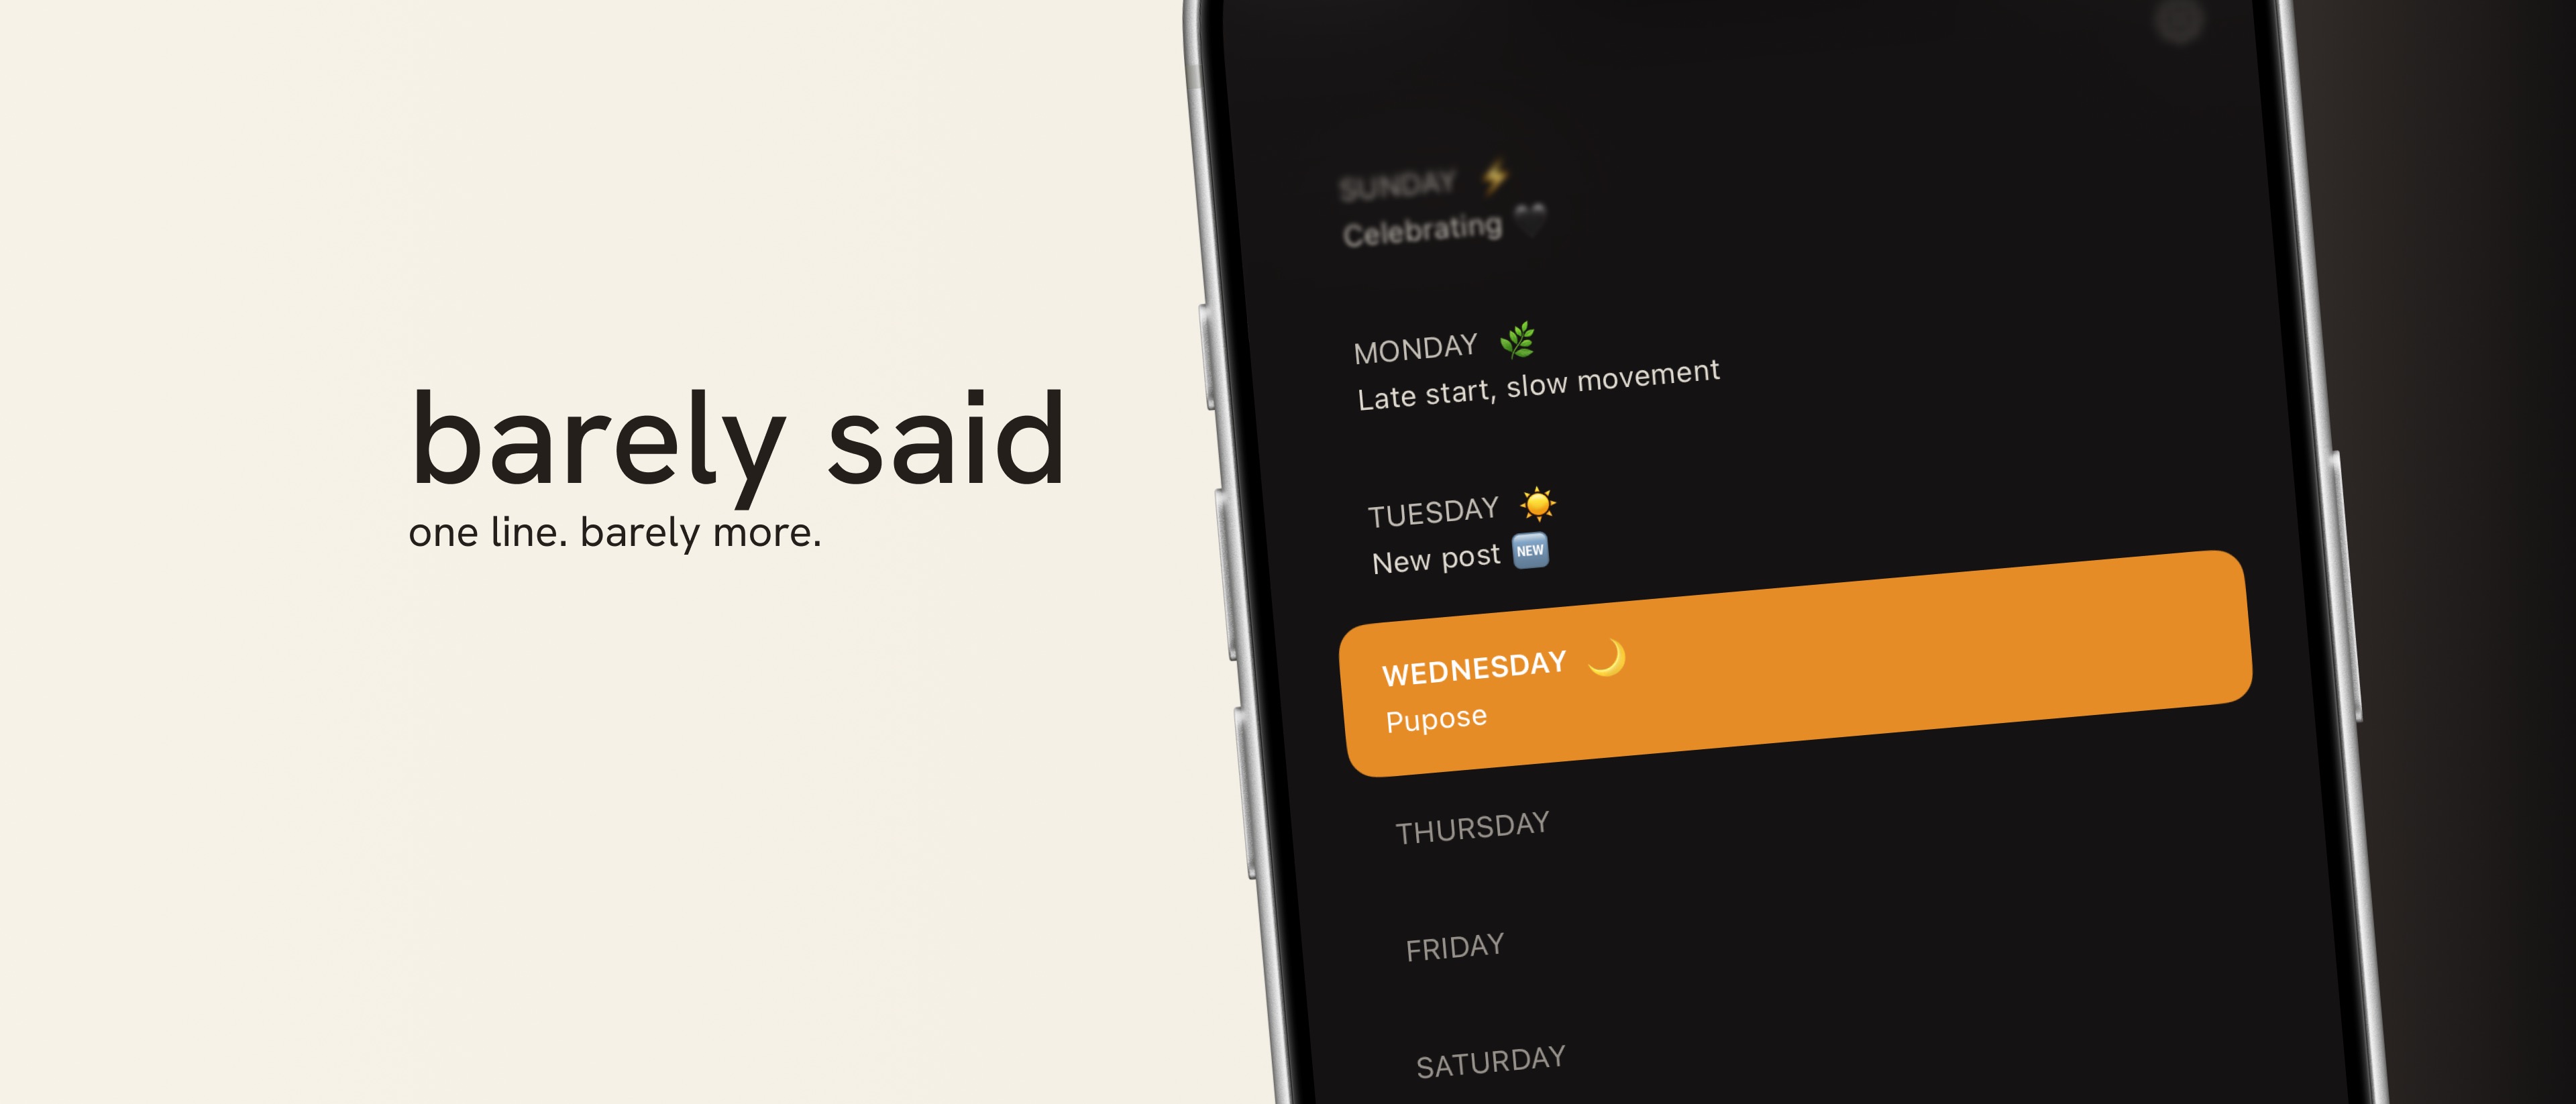 barely said
one line. barely more.
SUNDAY ⚡
Celebrating 🖤
MONDAY 🌿
Late start, slow movement
TUESDAY ☀️
New post 🆕
WEDNESDAY 🌙
Pupose
THURSDAY
FRIDAY
SATURDAY